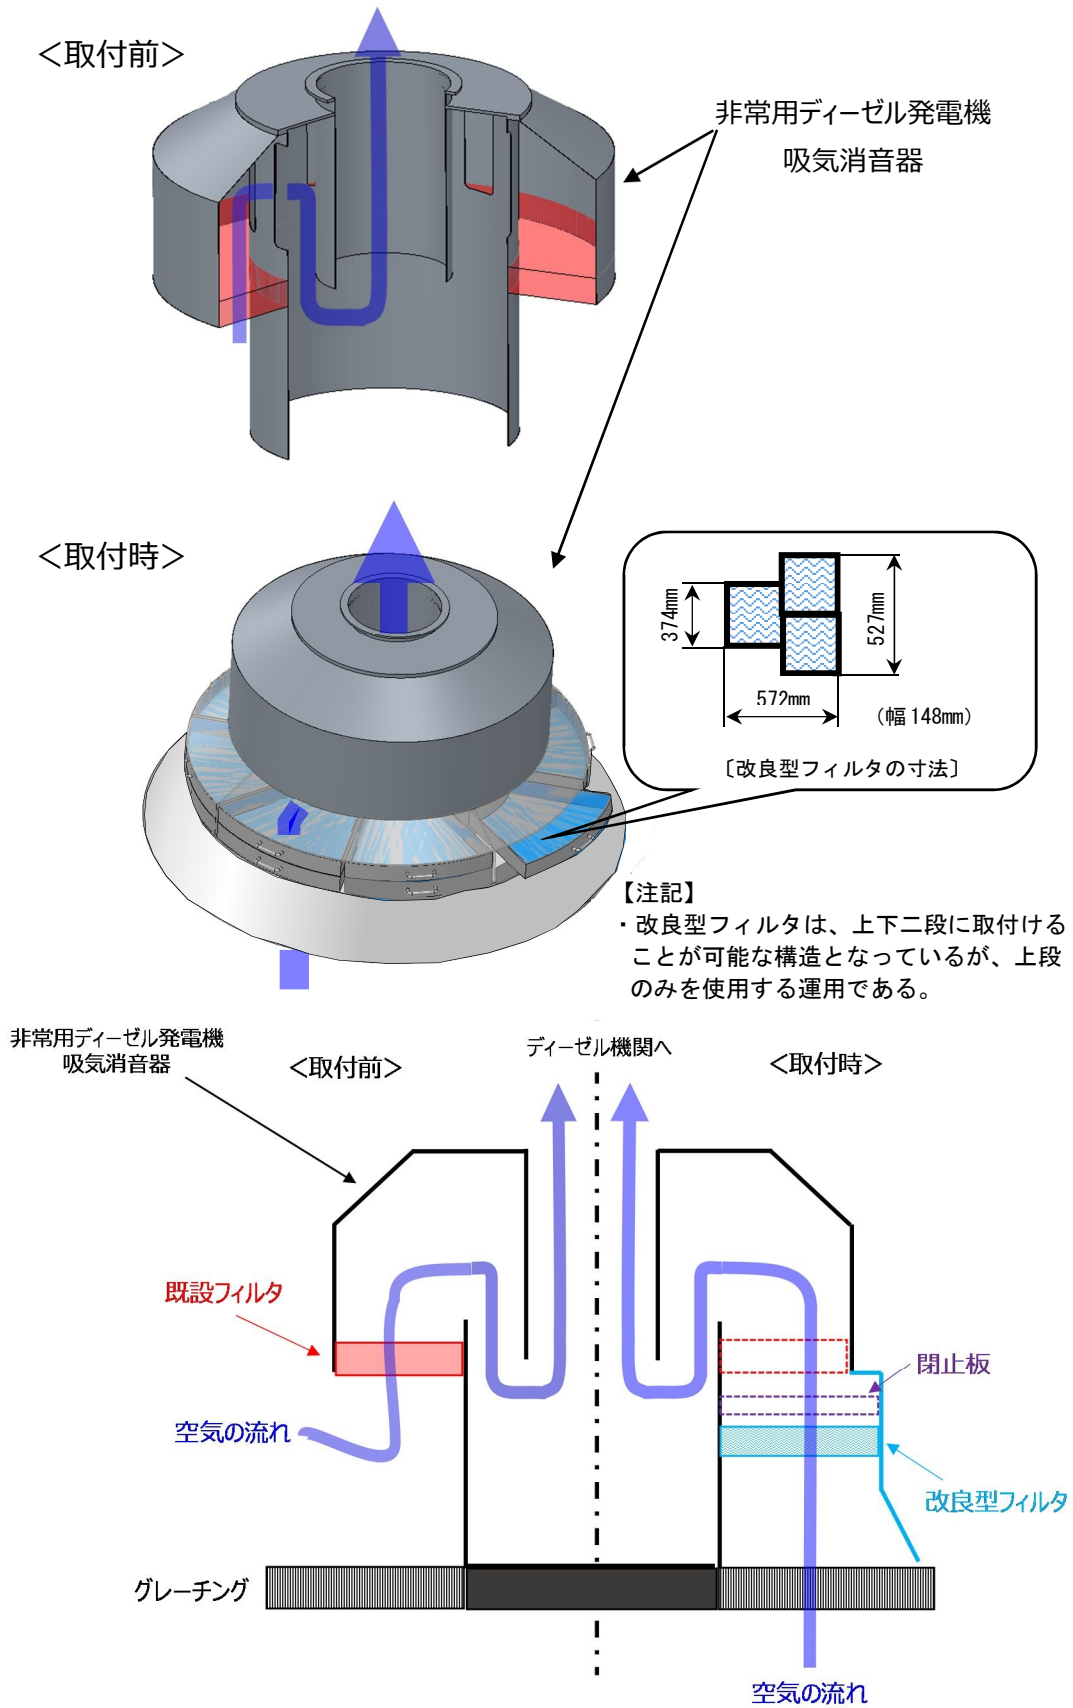 ＜取付前＞
非常用ディーゼル発電機
吸気消音器
＜取付時＞
374mm
527mm
572mm
（幅 148mm）
〔改良型フィルタの寸法〕
【注記】
・改良型フィルタは、上下二段に取付ける
ことが可能な構造となっているが、上段
のみを使用する運用である。
非常用ディーゼル発電機
吸気消音器
＜取付前＞
ディーゼル機関へ
＜取付時＞
既設フィルタ
閉止板
空気の流れ
改良型フィルタ
グレーチング
空気の流れ